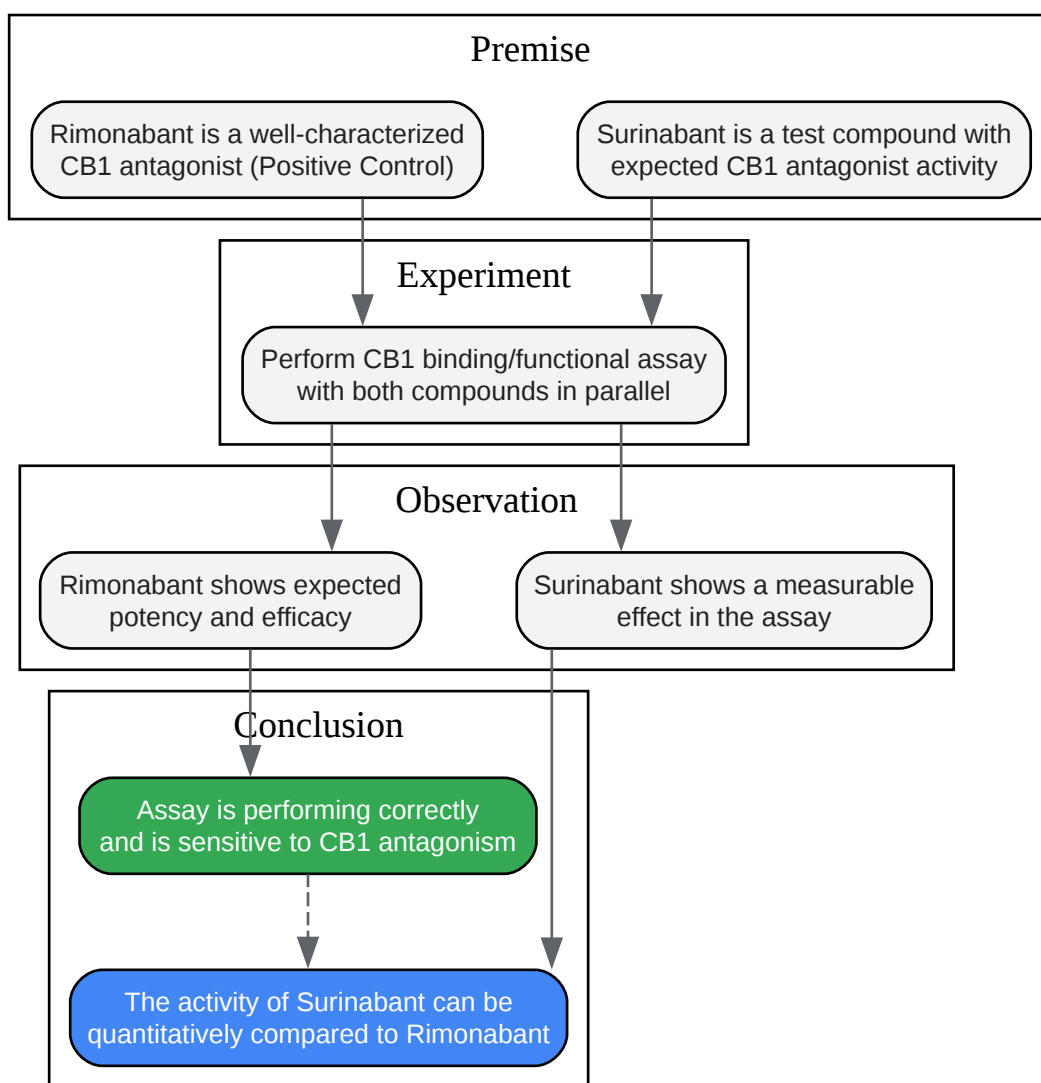 Premise
Rimonabant is a well-characterized
CB1 antagonist (Positive Control)
Surinabant is a test compound with
expected CB1 antagonist activity
Experiment
Perform CB1 binding/functional assay
with both compounds in parallel
Observation
Rimonabant shows expected
potency and efficacy
Surinabant shows a measurable
effect in the assay
Conclusion
Assay is performing correctly
and is sensitive to CB1 antagonism
The activity of Surinabant can be
quantitatively compared to Rimonabant